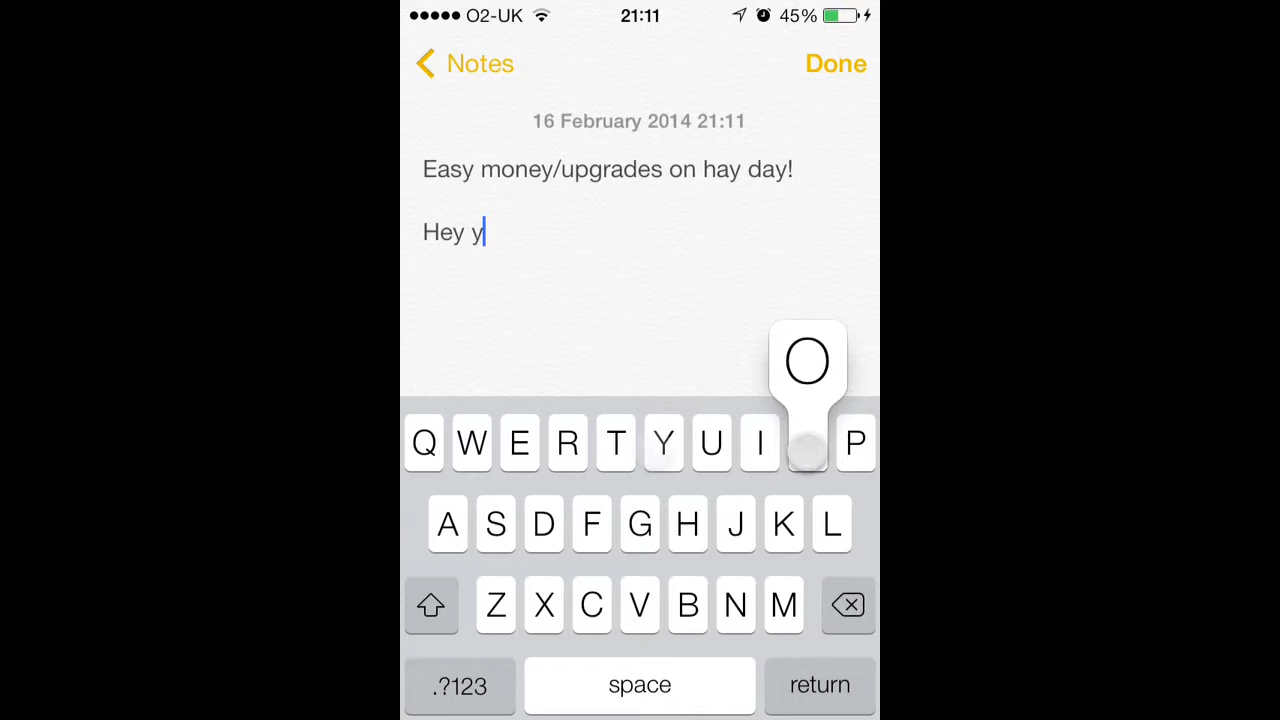 O2-UK 21:11 45%
Notes Done
16 February 2014 21:11
Easy money/upgrades on hay day!
Hey y
O
Q W E R T Y U I P
A S D F G H J K L
Z X C V B N M
.?123 space return